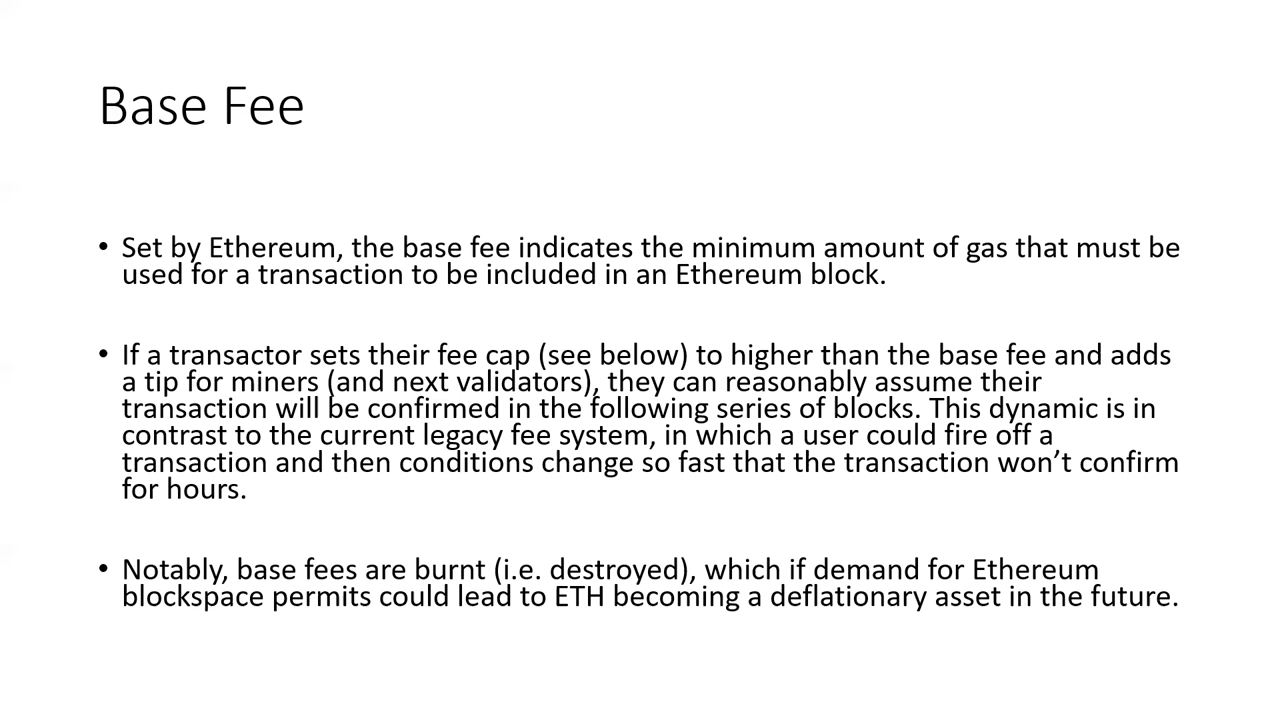 Base Fee
• Set by Ethereum, the base fee indicates the minimum amount of gas that must be
used for a transaction to be included in an Ethereum block.
• If a transactor sets their fee cap (see below) to higher than the base fee and adds
a tip for miners (and next validators), they can reasonably assume their
transaction will be confirmed in the following series of blocks. This dynamic is in
contrast to the current legacy fee system, in which a user could fire off a
transaction and then conditions change so fast that the transaction won’t confirm
for hours.
• Notably, base fees are burnt (i.e. destroyed), which if demand for Ethereum
blockspace permits could lead to ETH becoming a deflationary asset in the future.